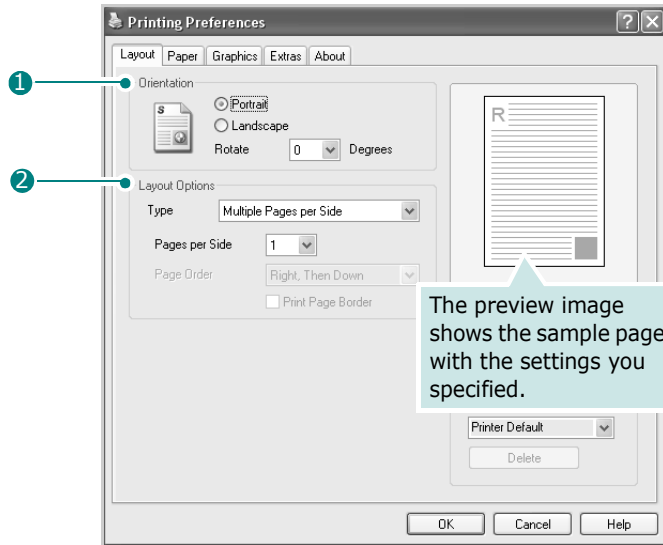 Printing Preferences
Layout Paper Graphics Extras About
1
Orientation
S
Portrait
Landscape
Rotate 0 Degrees
2
Layout Options
Type Multiple Pages per Side
Pages per Side 1
Page Order Right, Then Down
Print Page Border
R
The preview image
shows the sample page
with the settings you
specified.
Printer Default
Delete
OK Cancel Help